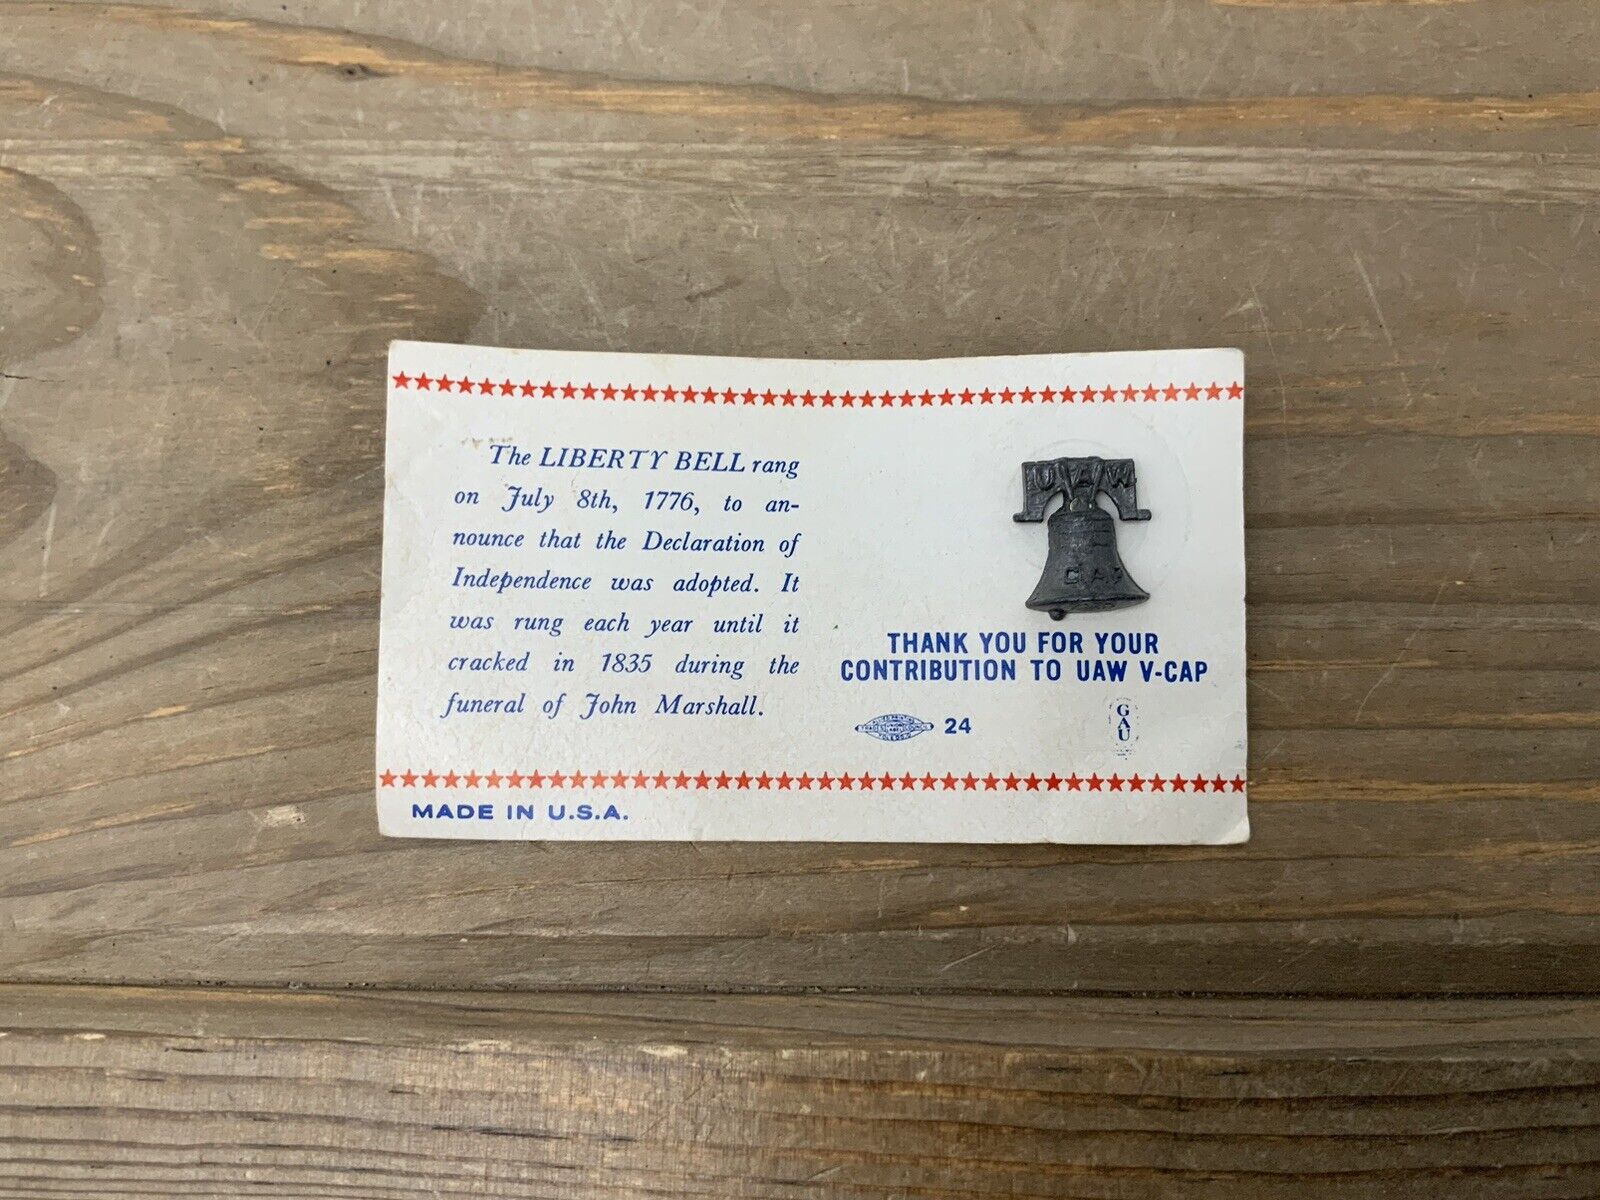 The LIBERTY BELL rang
on July 8th, 1776, to an-
nounce that the Declaration of
Independence was adopted. It
was rung each year until it
cracked in 1835 during the
funeral of John Marshall.
UAW
CAP
THANK YOU FOR YOUR
CONTRIBUTION TO UAW V-CAP
24
GAU
MADE IN U.S.A.